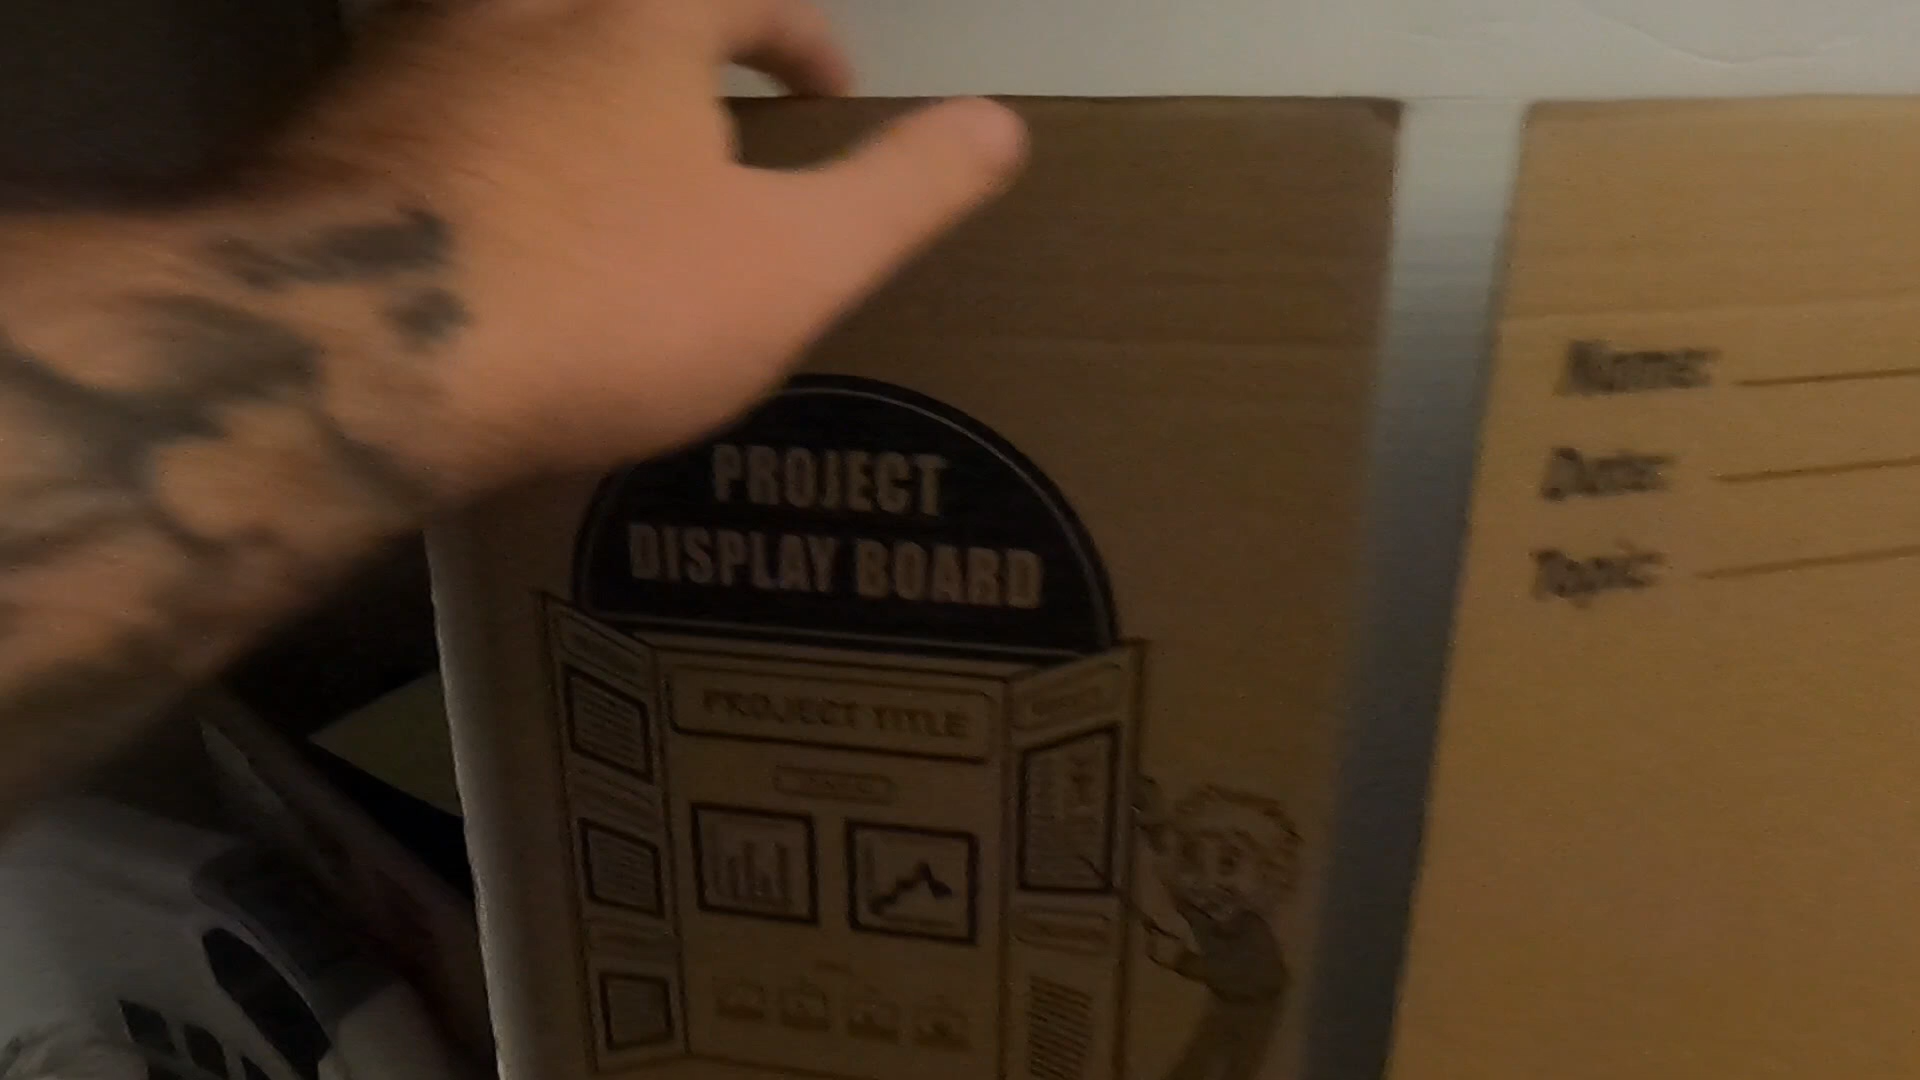 PROJECT
DISPLAY BOARD
PROJECT TITLE
Name:
Date:
Topic: